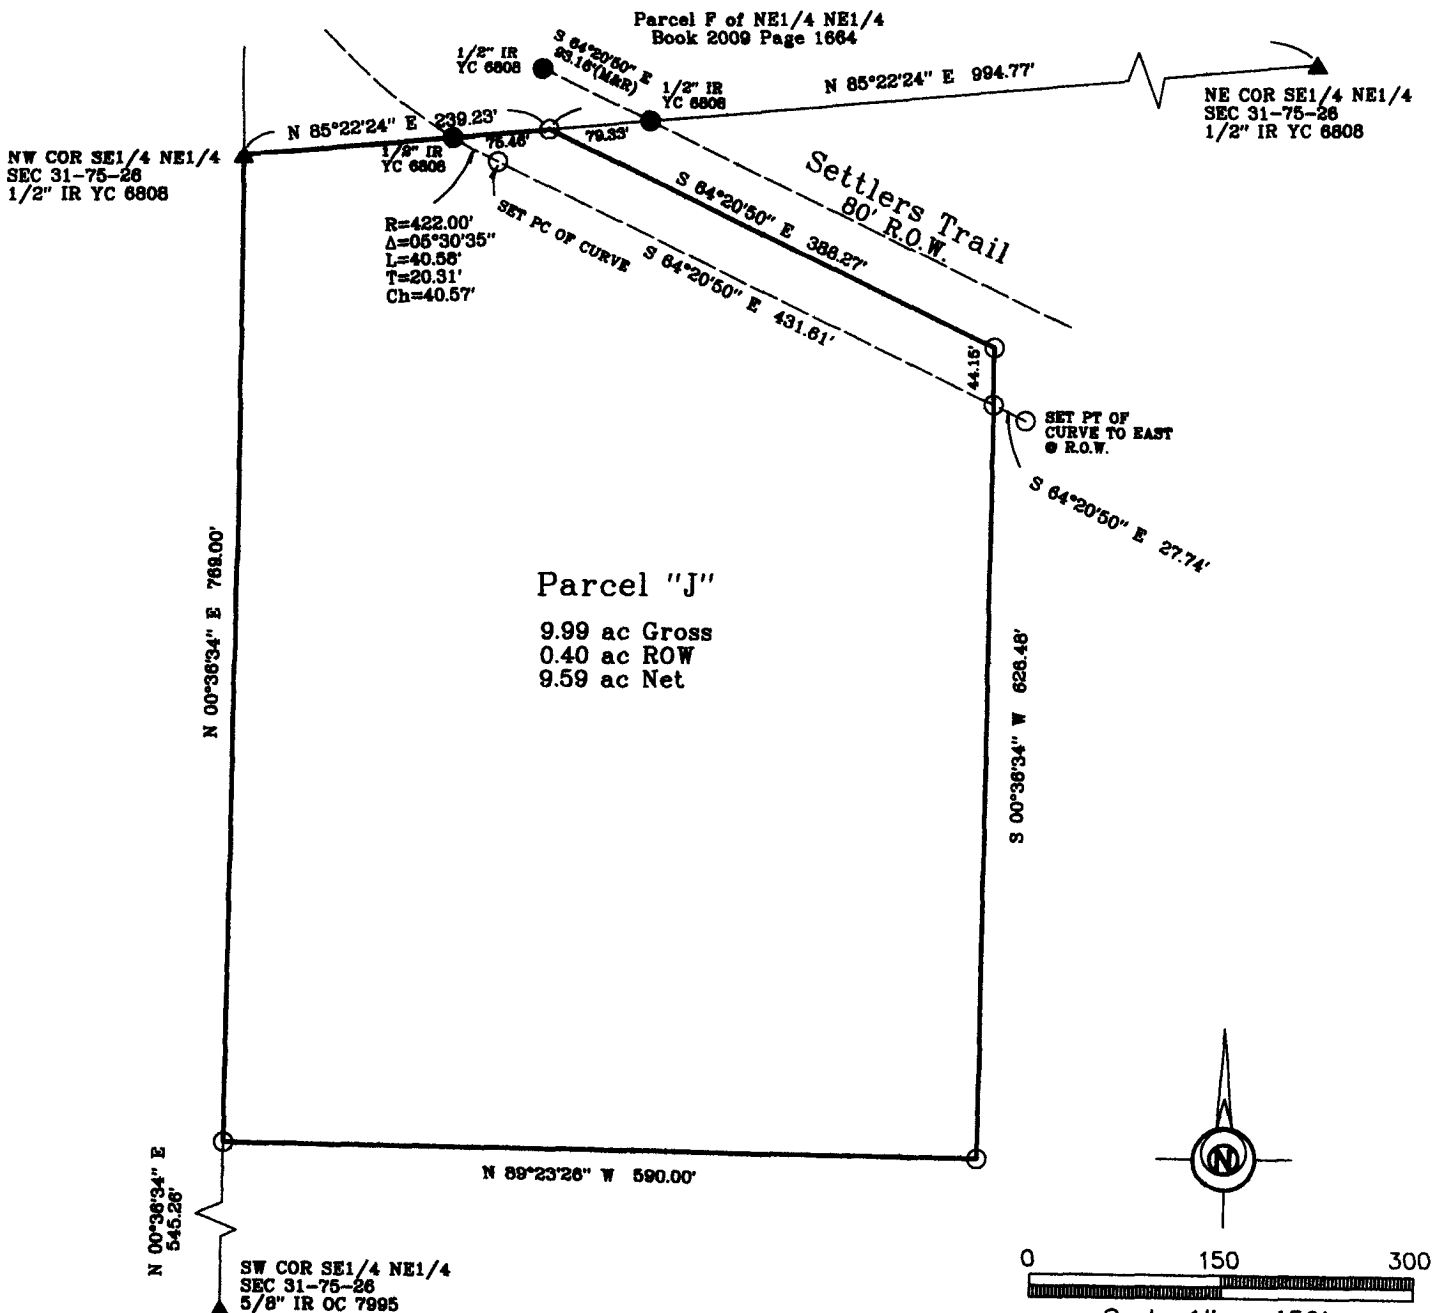 Parcel F of NE1/4 NE1/4
Book 2009 Page 1664
1/2" IR
YC 6808
S 64°20'50" E
93.16'(M&R)
1/2" IR
YC 6808
N 85°22'24" E 994.77'
NE COR SE1/4 NE1/4
SEC 31-75-26
1/2" IR YC 6808
NW COR SE1/4 NE1/4
SEC 31-75-26
1/2" IR YC 6808
N 85°22'24" E 239.23'
1/2" IR
YC 6808
75.46'
79.33'
Settlers Trail
80' R.O.W.
S 64°20'50" E 386.27'
SET PC OF CURVE
R=422.00'
Δ=05°30'35"
L=40.58'
T=20.31'
Ch=40.57'
S 64°20'50" E 431.61'
44.15'
SET PT OF
CURVE TO EAST
@ R.O.W.
S 64°20'50" E 27.74'
N 00°36'34" E 769.00'
Parcel "J"
9.99 ac Gross
0.40 ac ROW
9.59 ac Net
S 00°36'34" W 626.48'
N 89°23'26" W 590.00'
N 00°36'34" E
545.26'
SW COR SE1/4 NE1/4
SEC 31-75-26
5/8" IR OC 7995
N
0 150 300